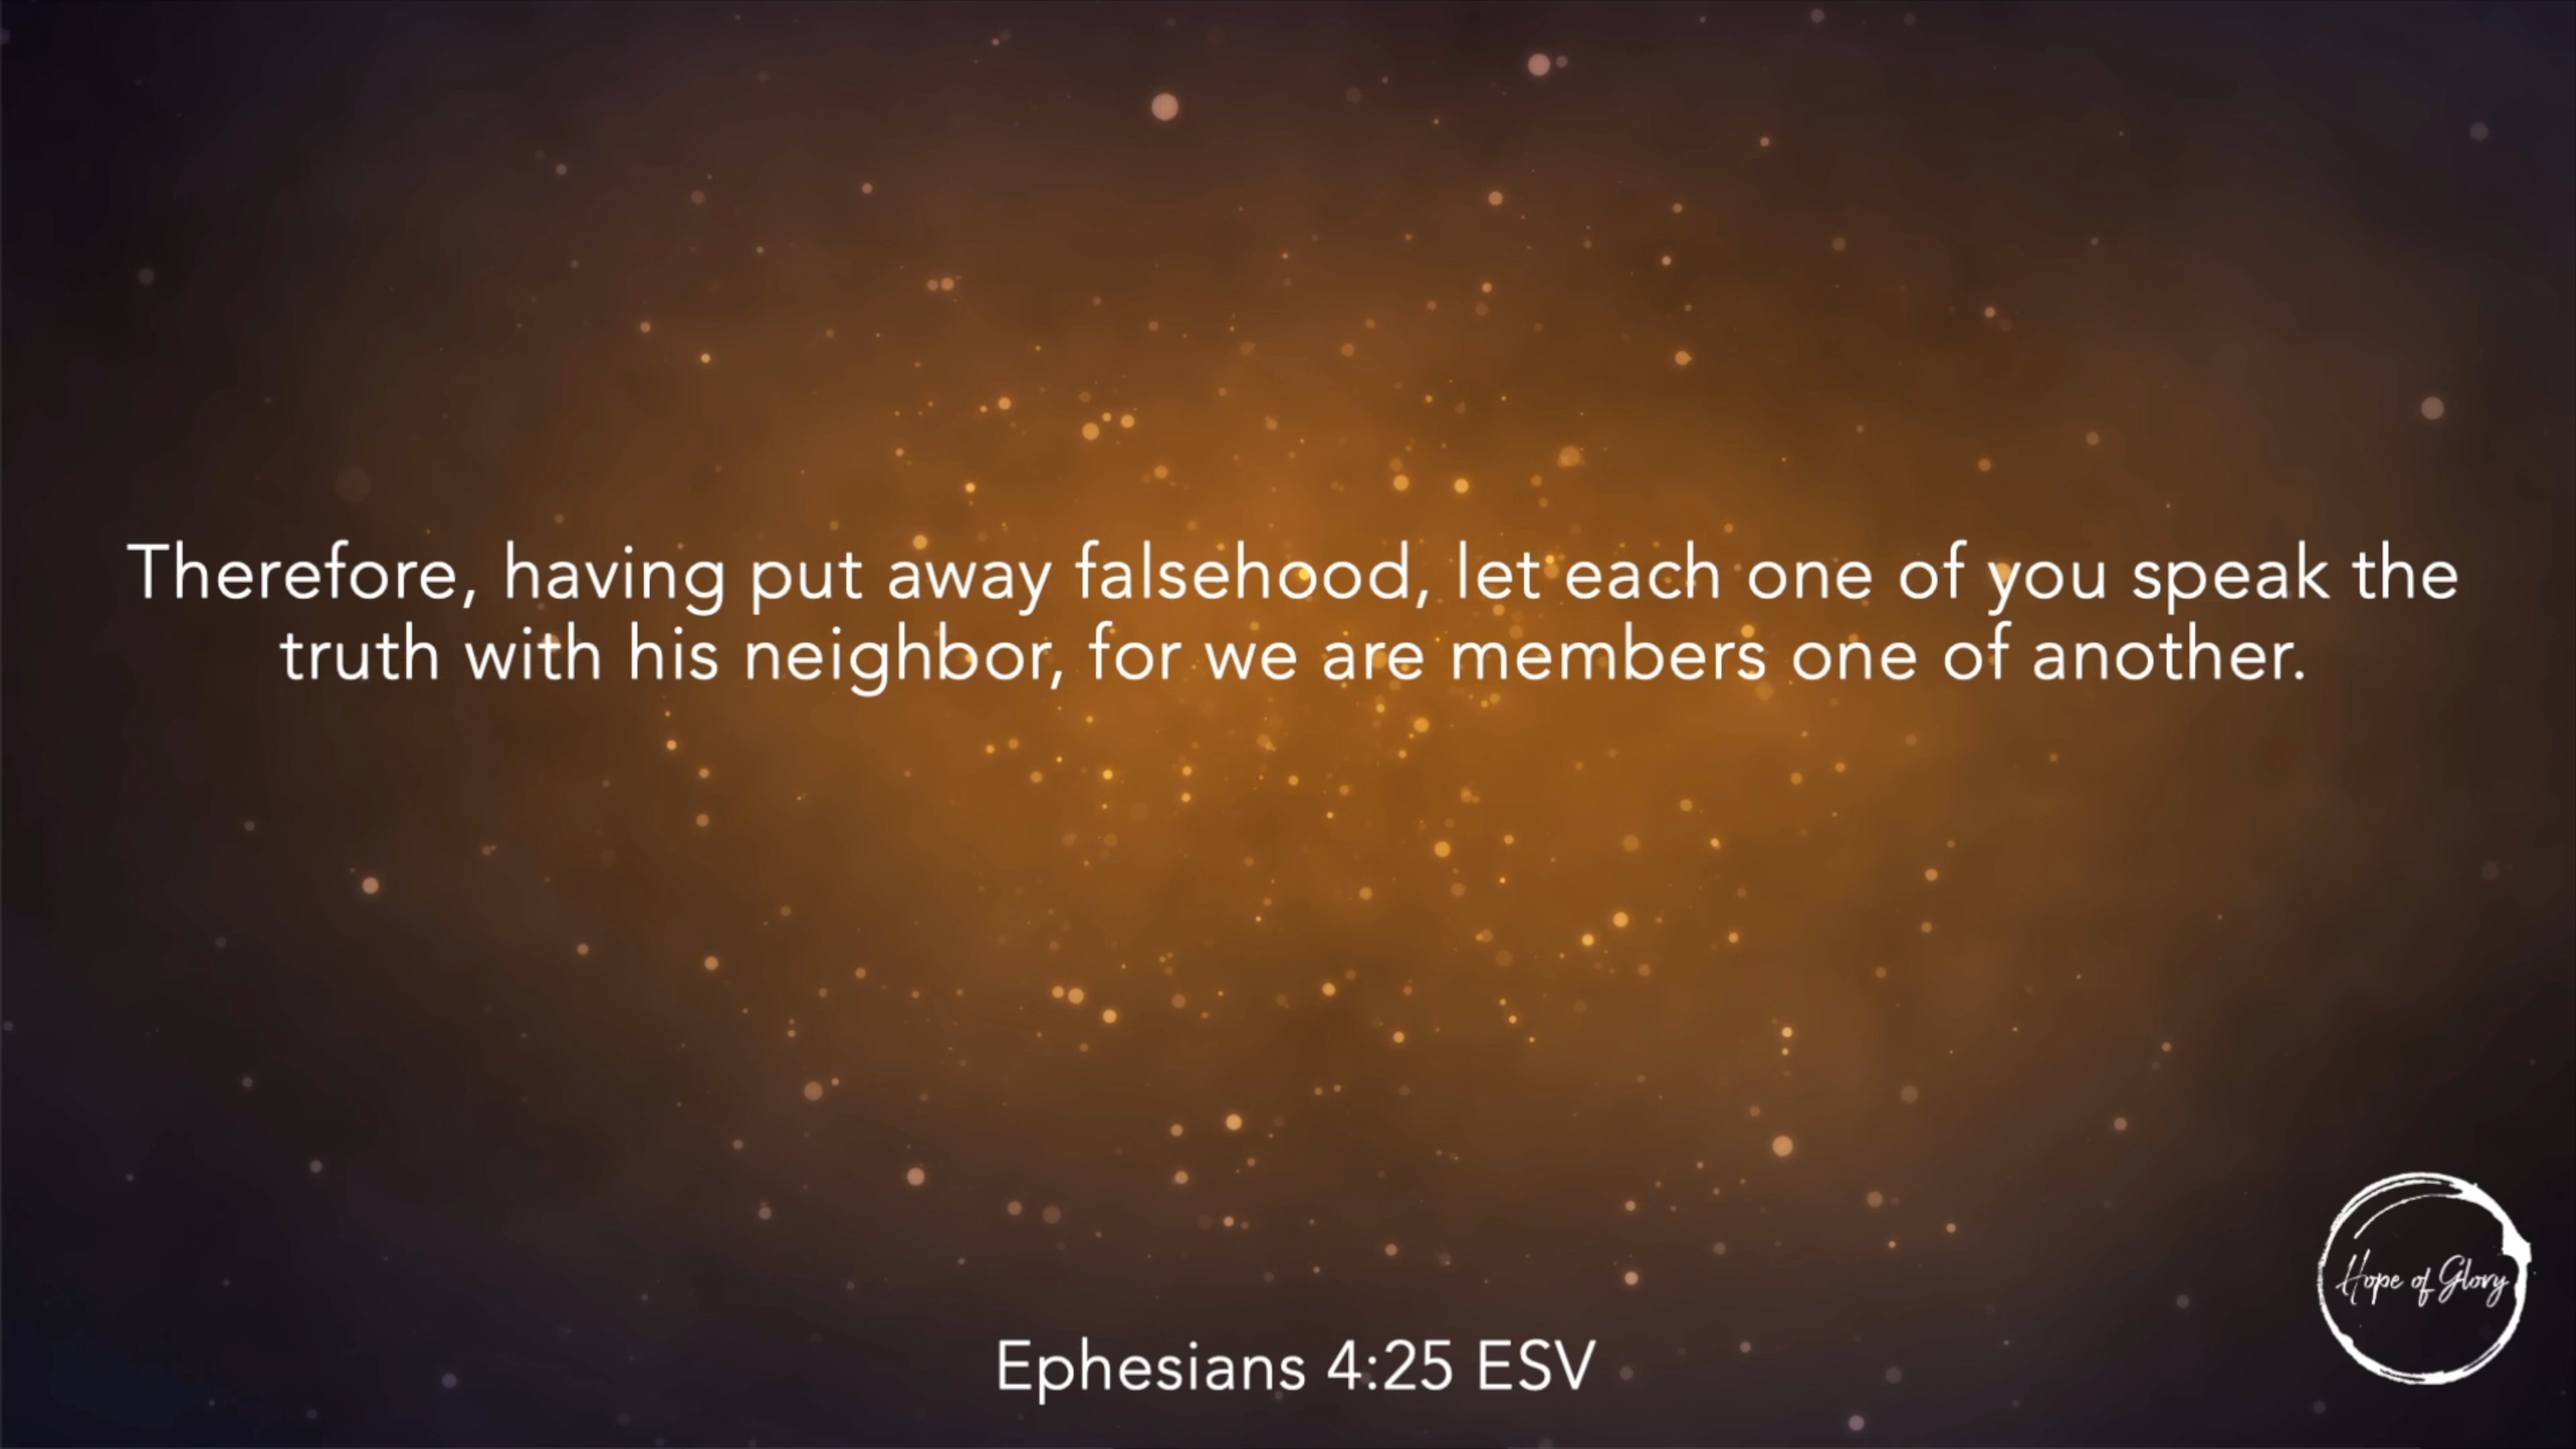 Therefore, having put away falsehood, let each one of you speak the
truth with his neighbor, for we are members one of another.
Ephesians 4:25 ESV
Hope of Glory